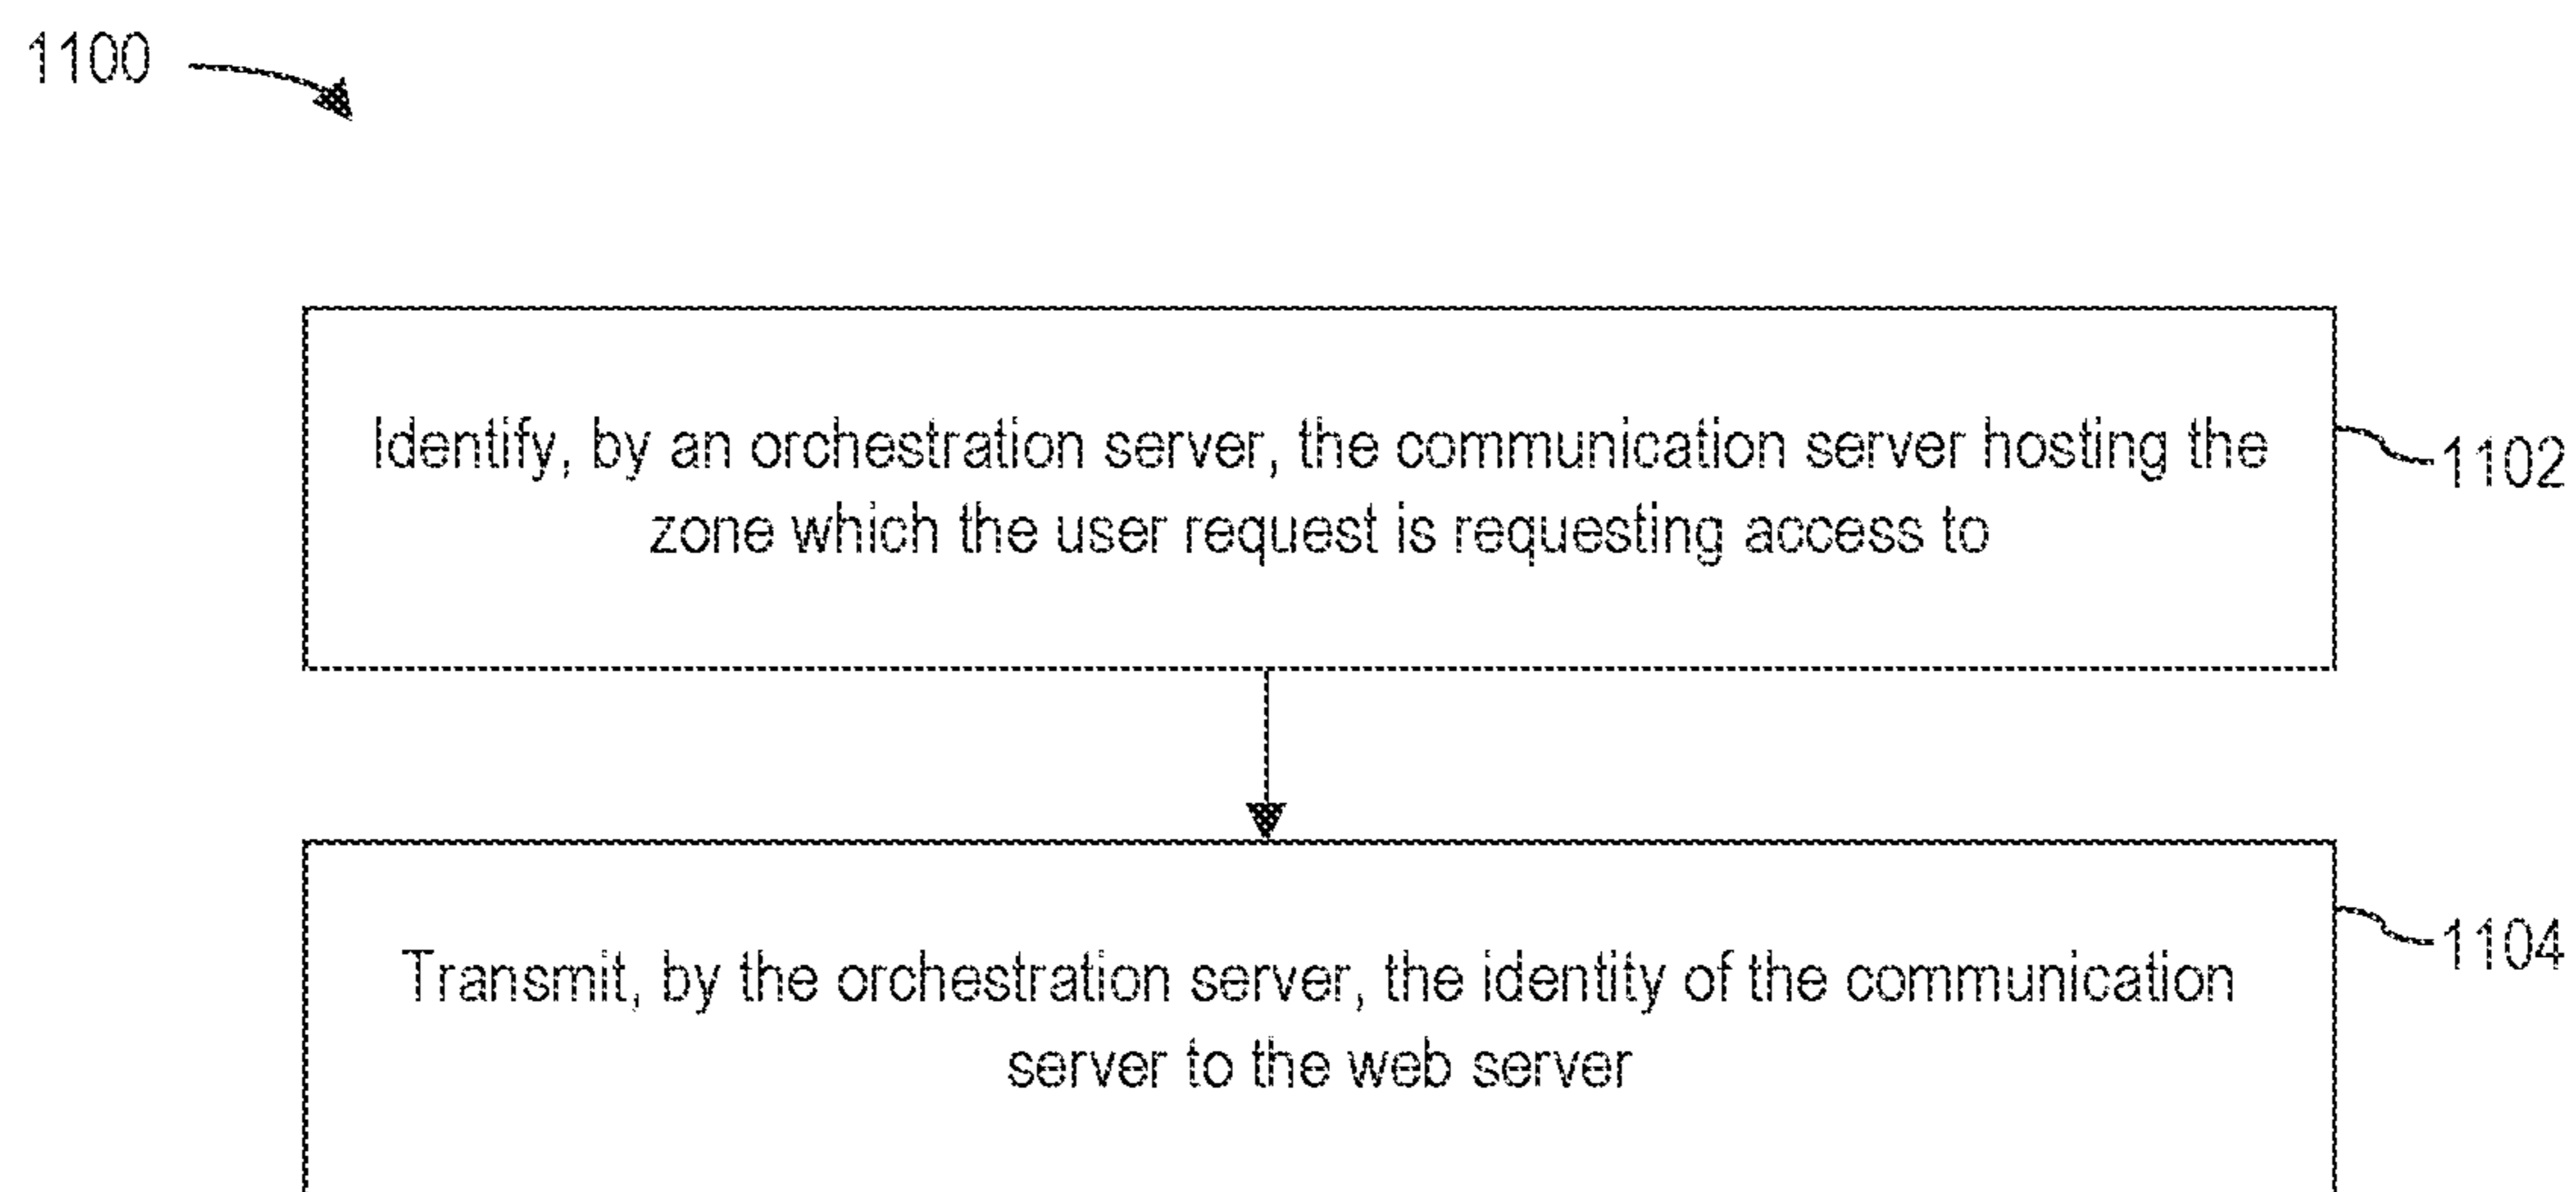 1100
Identify, by an orchestration server, the communication server hosting the
zone which the user request is requesting access to
1102
Transmit, by the orchestration server, the identity of the communication
server to the web server
1104